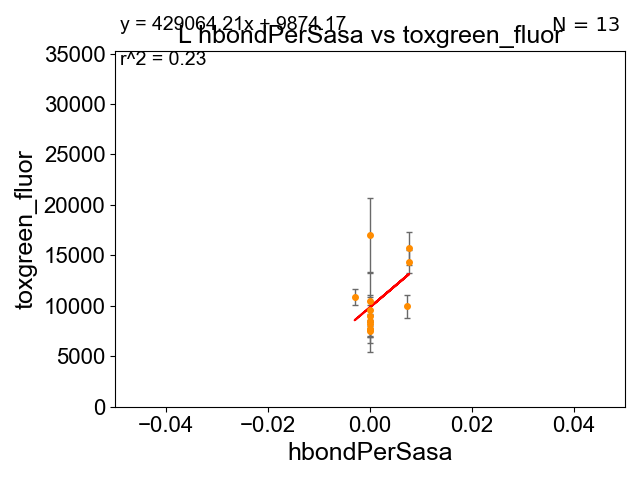 y = 429064.21x + 9874.17
N = 13
L hbondPerSasa vs toxgreen_fluor
r^2 = 0.23
35000
30000
25000
20000
15000
10000
5000
0
toxgreen_fluor
−0.04
−0.02
0.00
0.02
0.04
hbondPerSasa